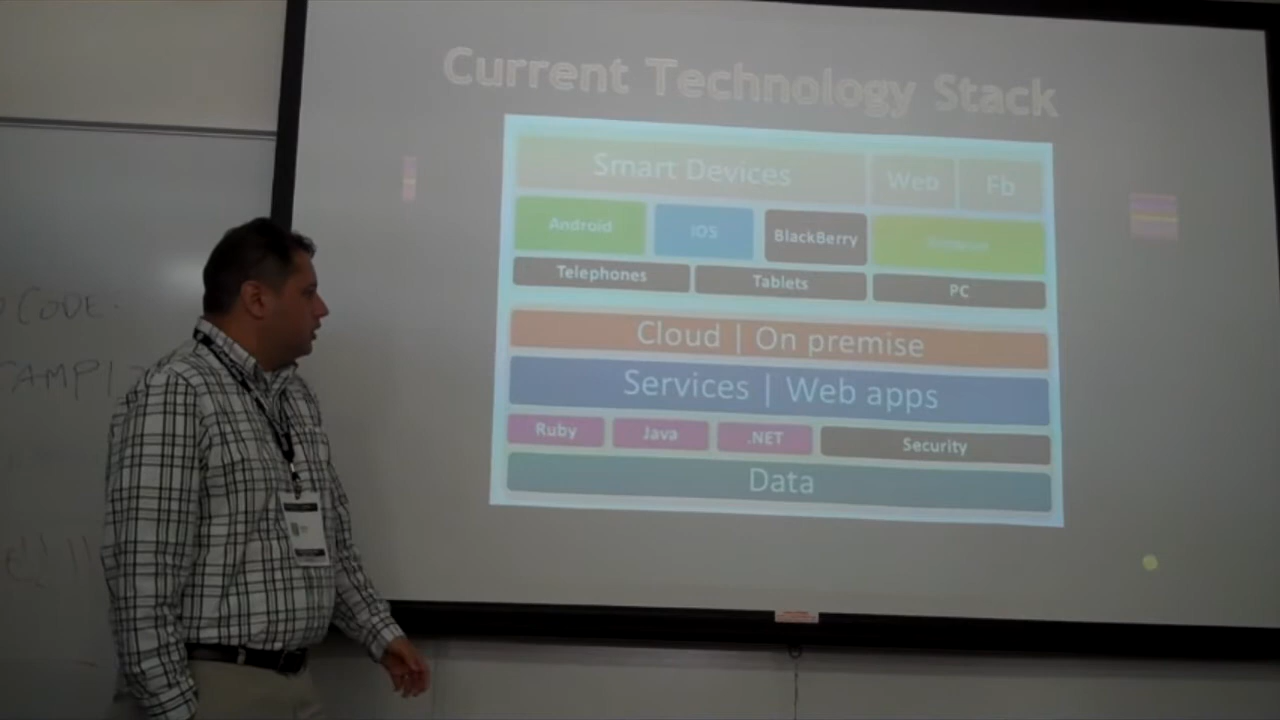 Current Technology Stack
Smart Devices Web Fb
Android iOS BlackBerry
Telephones Tablets PC
Cloud | On premise
Services | Web apps
Ruby Java .NET Security
Data
CODE.